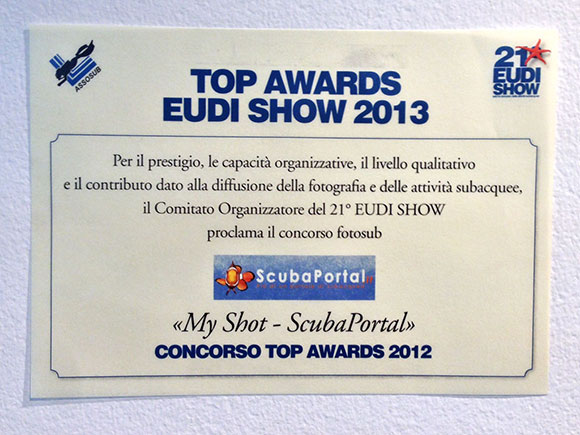 ASSOSUB
21°
EUDI
SHOW
TOP AWARDS
EUDI SHOW 2013
Per il prestigio, le capacità organizzative, il livello qualitativo
e il contributo dato alla diffusione della fotografia e delle attività subacquee,
il Comitato Organizzatore del 21° EUDI SHOW
proclama il concorso fotosub
ScubaPortal.it
«My Shot - ScubaPortal»
CONCORSO TOP AWARDS 2012